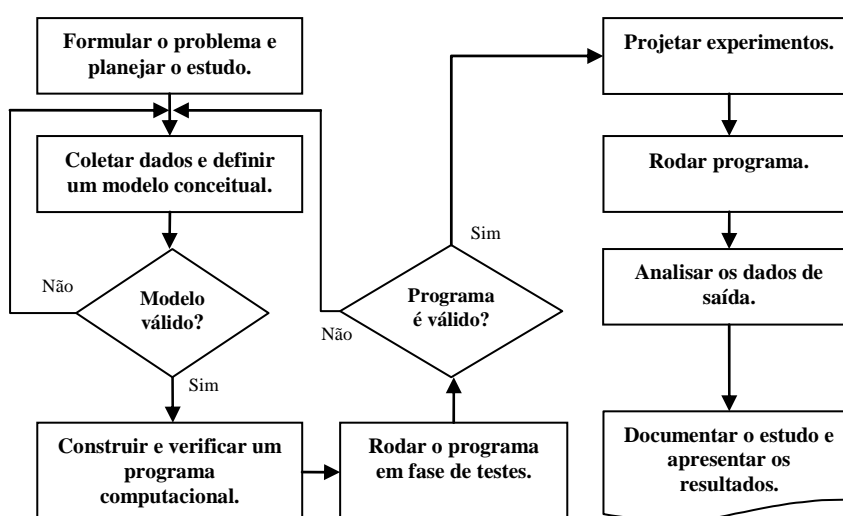 Formular o problema e
planejar o estudo.
Coletar dados e definir
um modelo conceitual.
Não
Modelo
válido?
Sim
Construir e verificar um
programa
computacional.
Rodar o programa
em fase de testes.
Programa
é válido?
Não
Sim
Projetar experimentos.
Rodar programa.
Analisar os dados de
saída.
Documentar o estudo e
apresentar os
resultados.